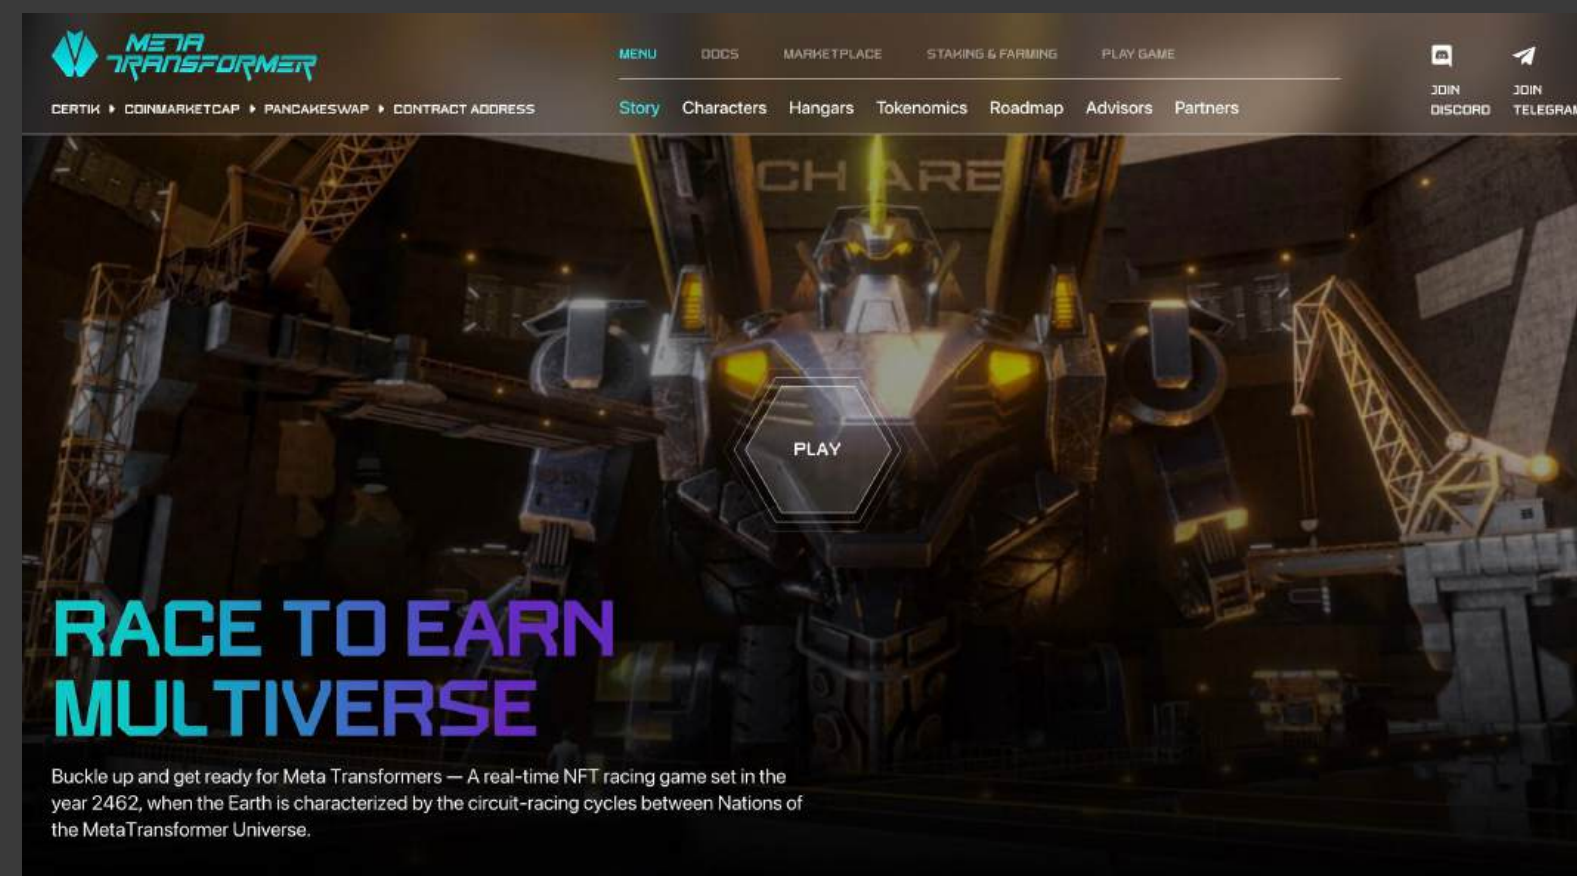 META
TRANSFORMER
CERTIK ▸ COINMARKETCAP ▸ PANCAKESWAP ▸ CONTRACT ADDRESS
MENU DOCS MARKETPLACE STAKING & FARMING PLAY GAME
Story Characters Hangars Tokenomics Roadmap Advisors Partners
JOIN
DISCORD
JOIN
TELEGRAM
CH ARE
7
PLAY
RACE TO EARN
MULTIVERSE
Buckle up and get ready for Meta Transformers — A real-time NFT racing game set in the
year 2462, when the Earth is characterized by the circuit-racing cycles between Nations of
the MetaTransformer Universe.